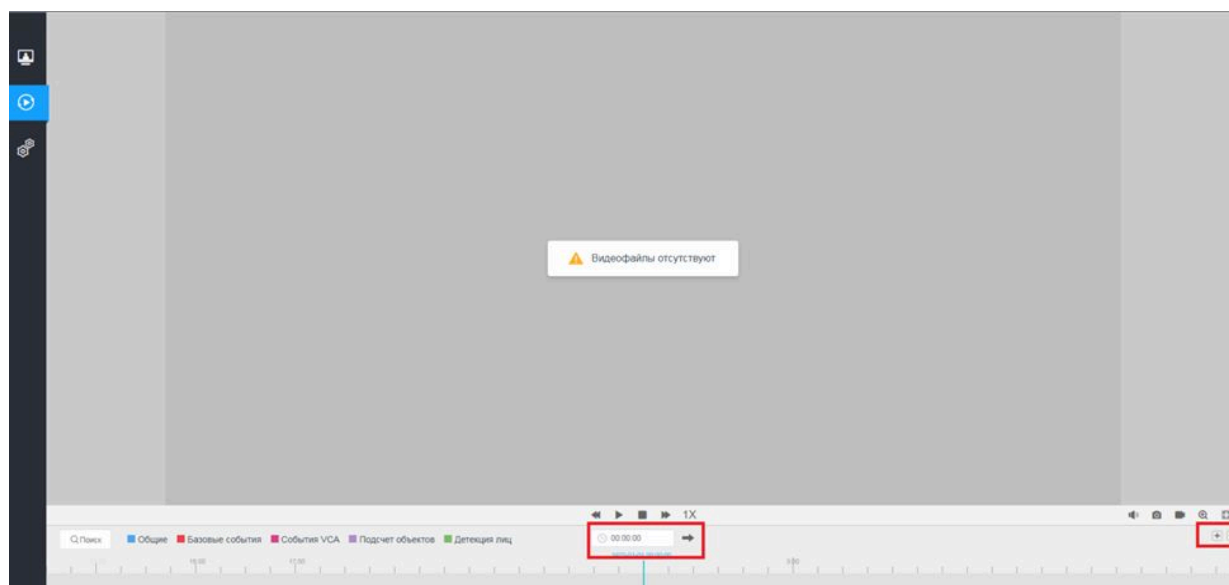 Видеофайлы отсутствуют
1X
Поиск
Общие
Базовые события
События VCA
Подсчет объектов
Детекция лиц
00:00:00